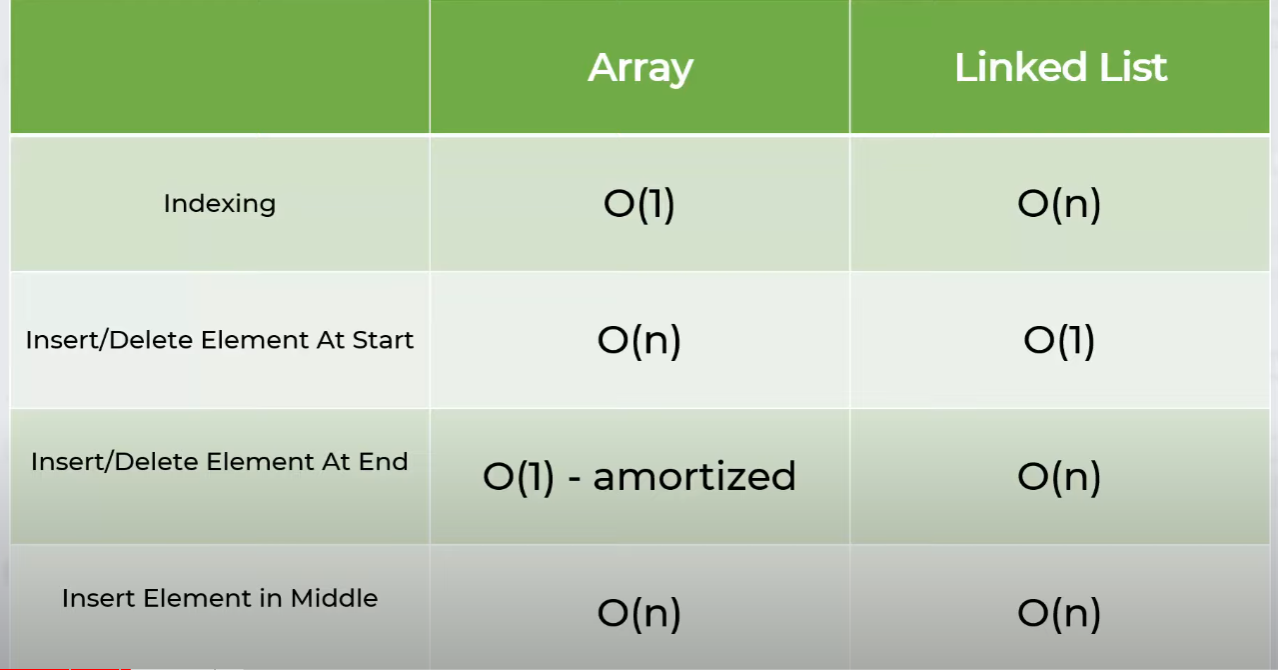 Array Linked List
Indexing O(1) O(n)
Insert/Delete Element At Start O(n) O(1)
Insert/Delete Element At End O(1) - amortized O(n)
Insert Element in Middle O(n) O(n)